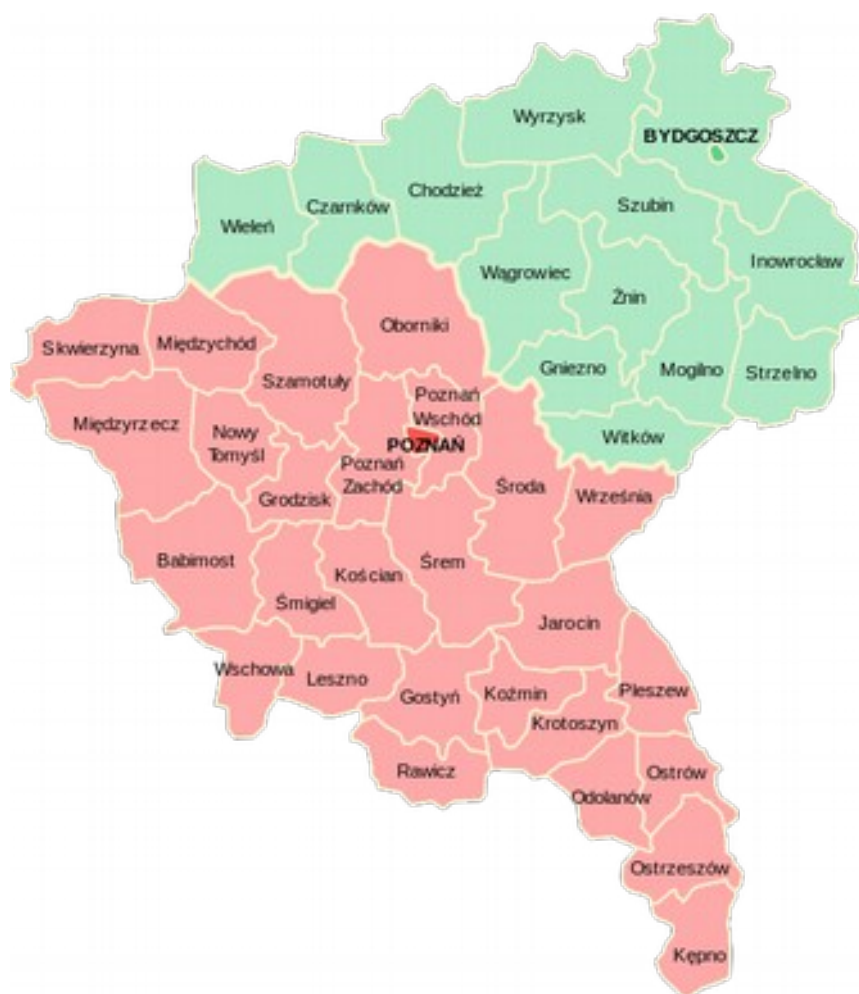 Wyrzysk
BYDGOSZCZ
Chodzież
Czarnków
Szubin
Wieleń
Inowrocław
Wągrowiec
Żnin
Oborniki
Międzychód
Skwierzyna
Gniezno
Mogilno
Strzelno
Szamotuły
Poznań
Wschód
Międzyrzecz
Nowy
Tomyśl
POZNAŃ
Witków
Poznań
Zachód
Środa
Września
Grodzisk
Babimost
Kościan
Śrem
Śmigiel
Jarocin
Wschowa
Leszno
Gostyń
Koźmin
Pleszew
Krotoszyn
Rawicz
Ostrów
Odolanów
Ostrzeszów
Kępno